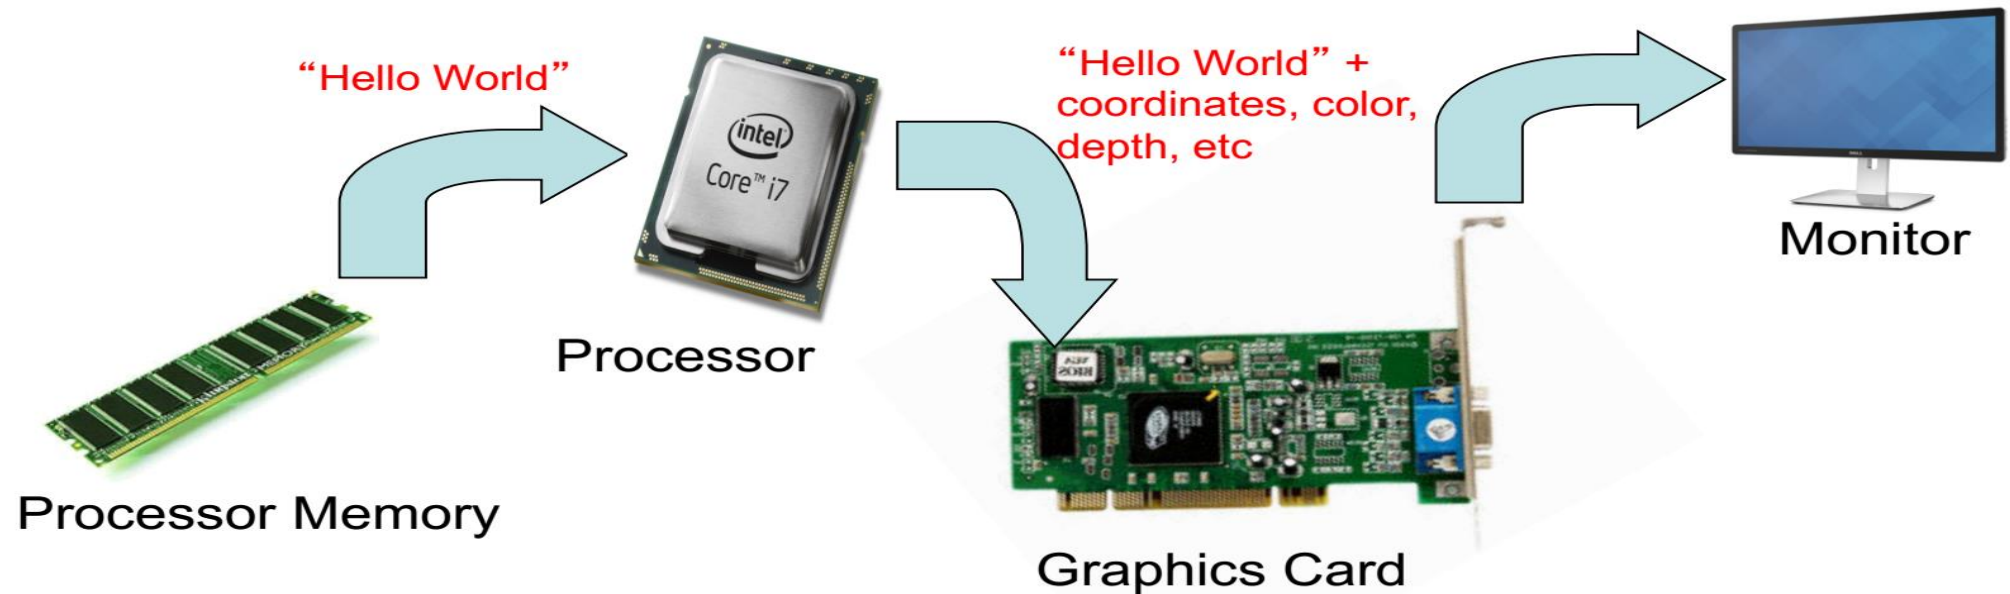 “Hello World”
intel
Core™ i7
Processor
Processor Memory
“Hello World” +
coordinates, color,
depth, etc
Graphics Card
Monitor